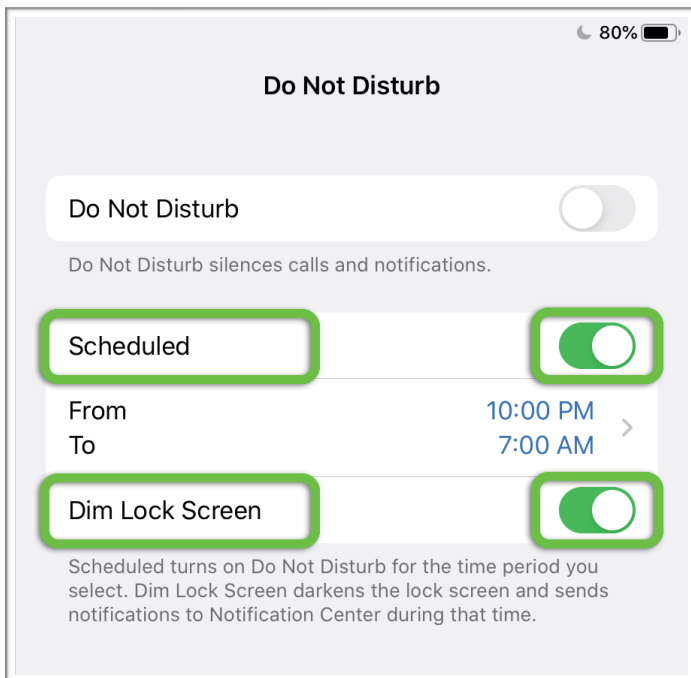 80%
Do Not Disturb
Do Not Disturb
Do Not Disturb silences calls and notifications.
Scheduled
From 10:00 PM
To 7:00 AM
Dim Lock Screen
Scheduled turns on Do Not Disturb for the time period you
select. Dim Lock Screen darkens the lock screen and sends
notifications to Notification Center during that time.